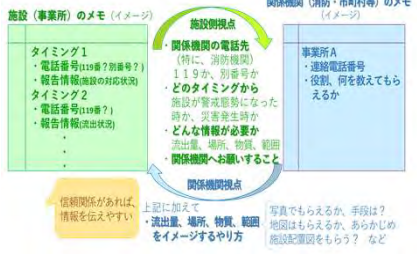 施設（事業所）のメモ（イメージ）
タイミング１
・電話番号(119番？別番号？)
・報告情報(施設の対応状況)
タイミング２
・電話番号(119番？)
・報告情報(流出状況)
・
・
・
施設側視点
・関係機関の電話先
（特に、消防機関）
１１９か、別番号か
・どのタイミングから
施設が警戒態勢になった
時か、災害発生時か
・どんな情報が必要か
流出量、場所、物質、範囲
・関係機関へお願いすること
関係機関視点
関係機関（消防・市町村等）のメモ
（イメージ）
事業所Ａ
・連絡電話番号
・役割、何を教えてもら
えるか
信頼関係があれば、
情報を伝えやすい
上記に加えて
・流出量、場所、物質、範囲
をイメージするやり方
写真でもらえるか、手段は？
地図はもらえるか、あらかじめ
施設配置図をもらう？ など